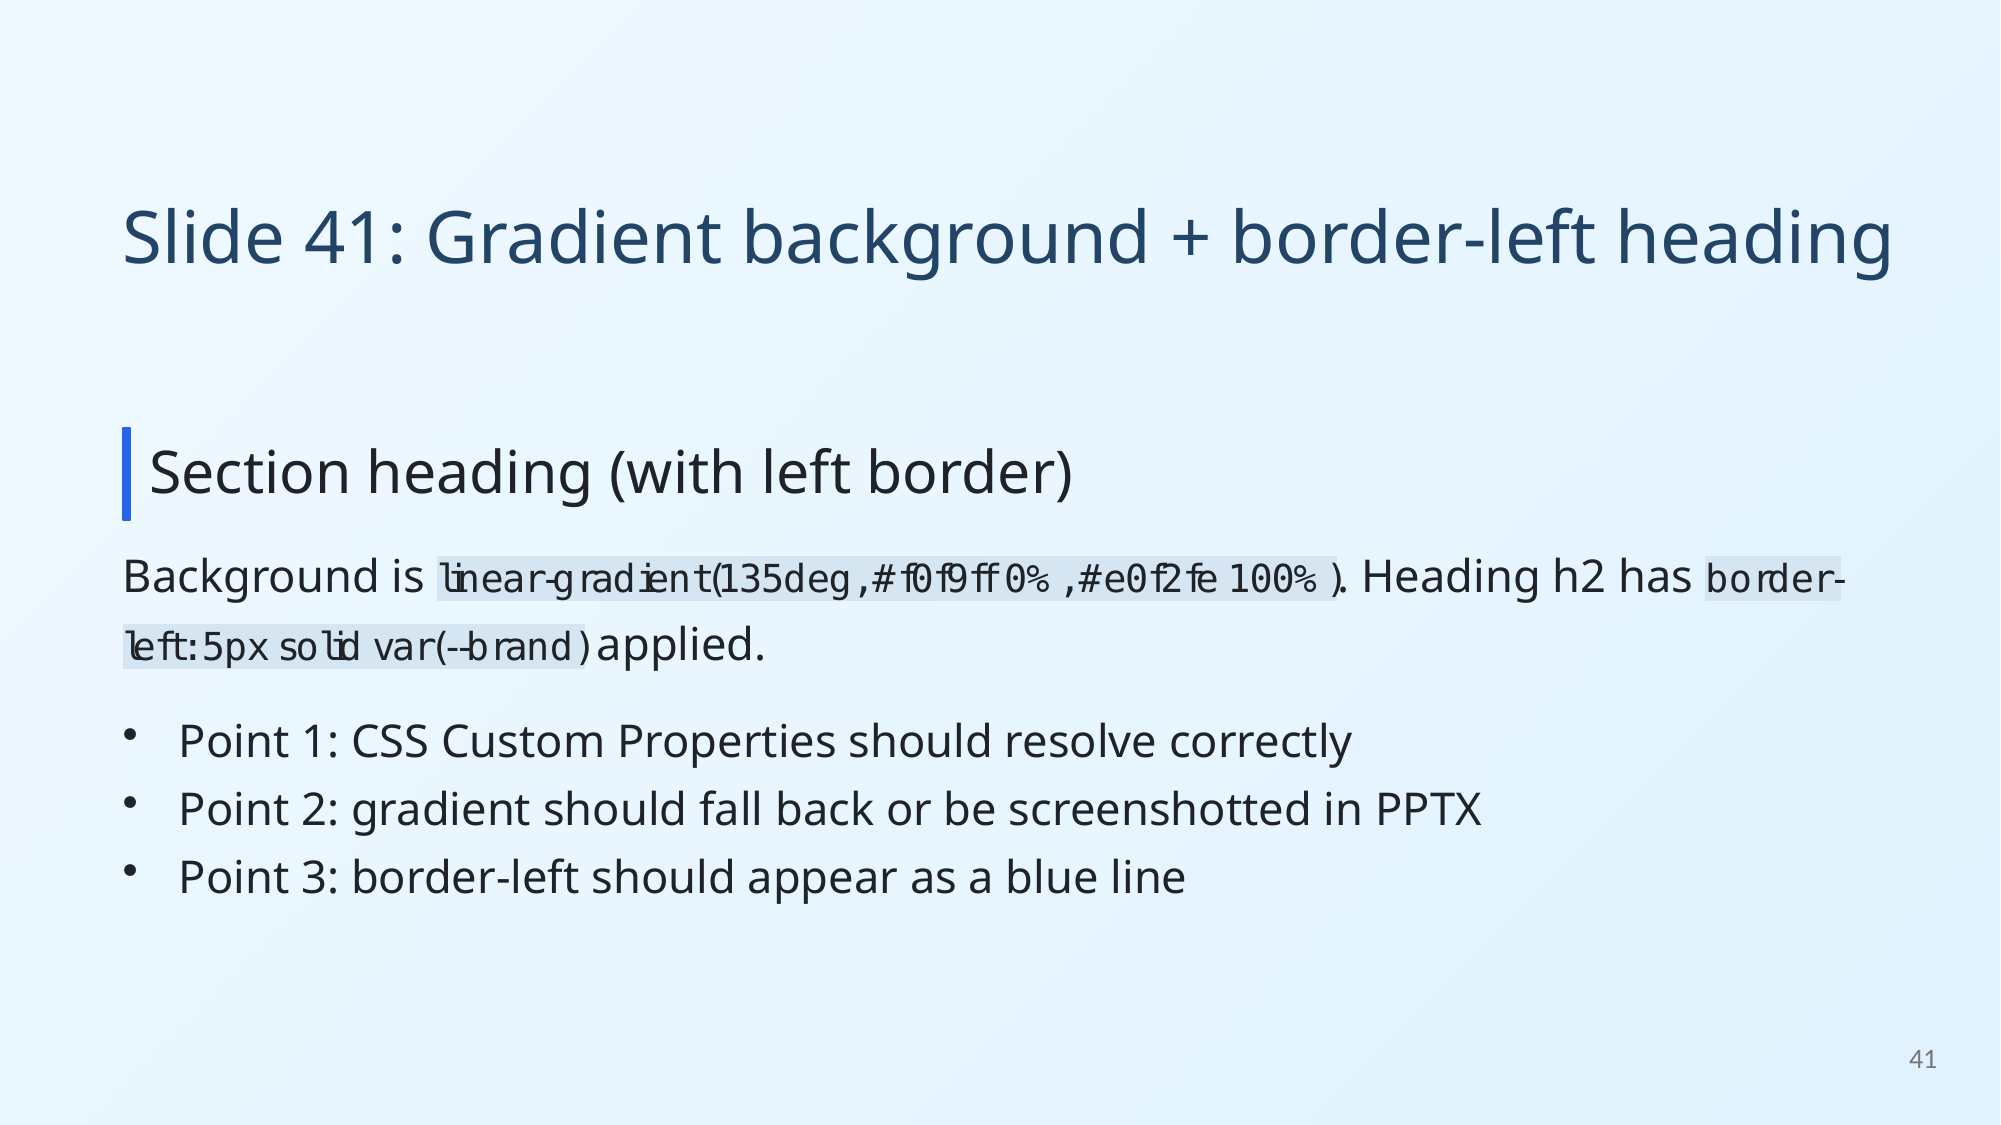 Slide 41: Gradient background + border-left heading
Section heading (with left border)
Background is linear-gradient(135deg,#f0f9ff 0%,#e0f2fe 100%). Heading h2 has border-
left:5px solid var(--brand) applied.
• Point 1: CSS Custom Properties should resolve correctly
• Point 2: gradient should fall back or be screenshotted in PPTX
• Point 3: border-left should appear as a blue line
41